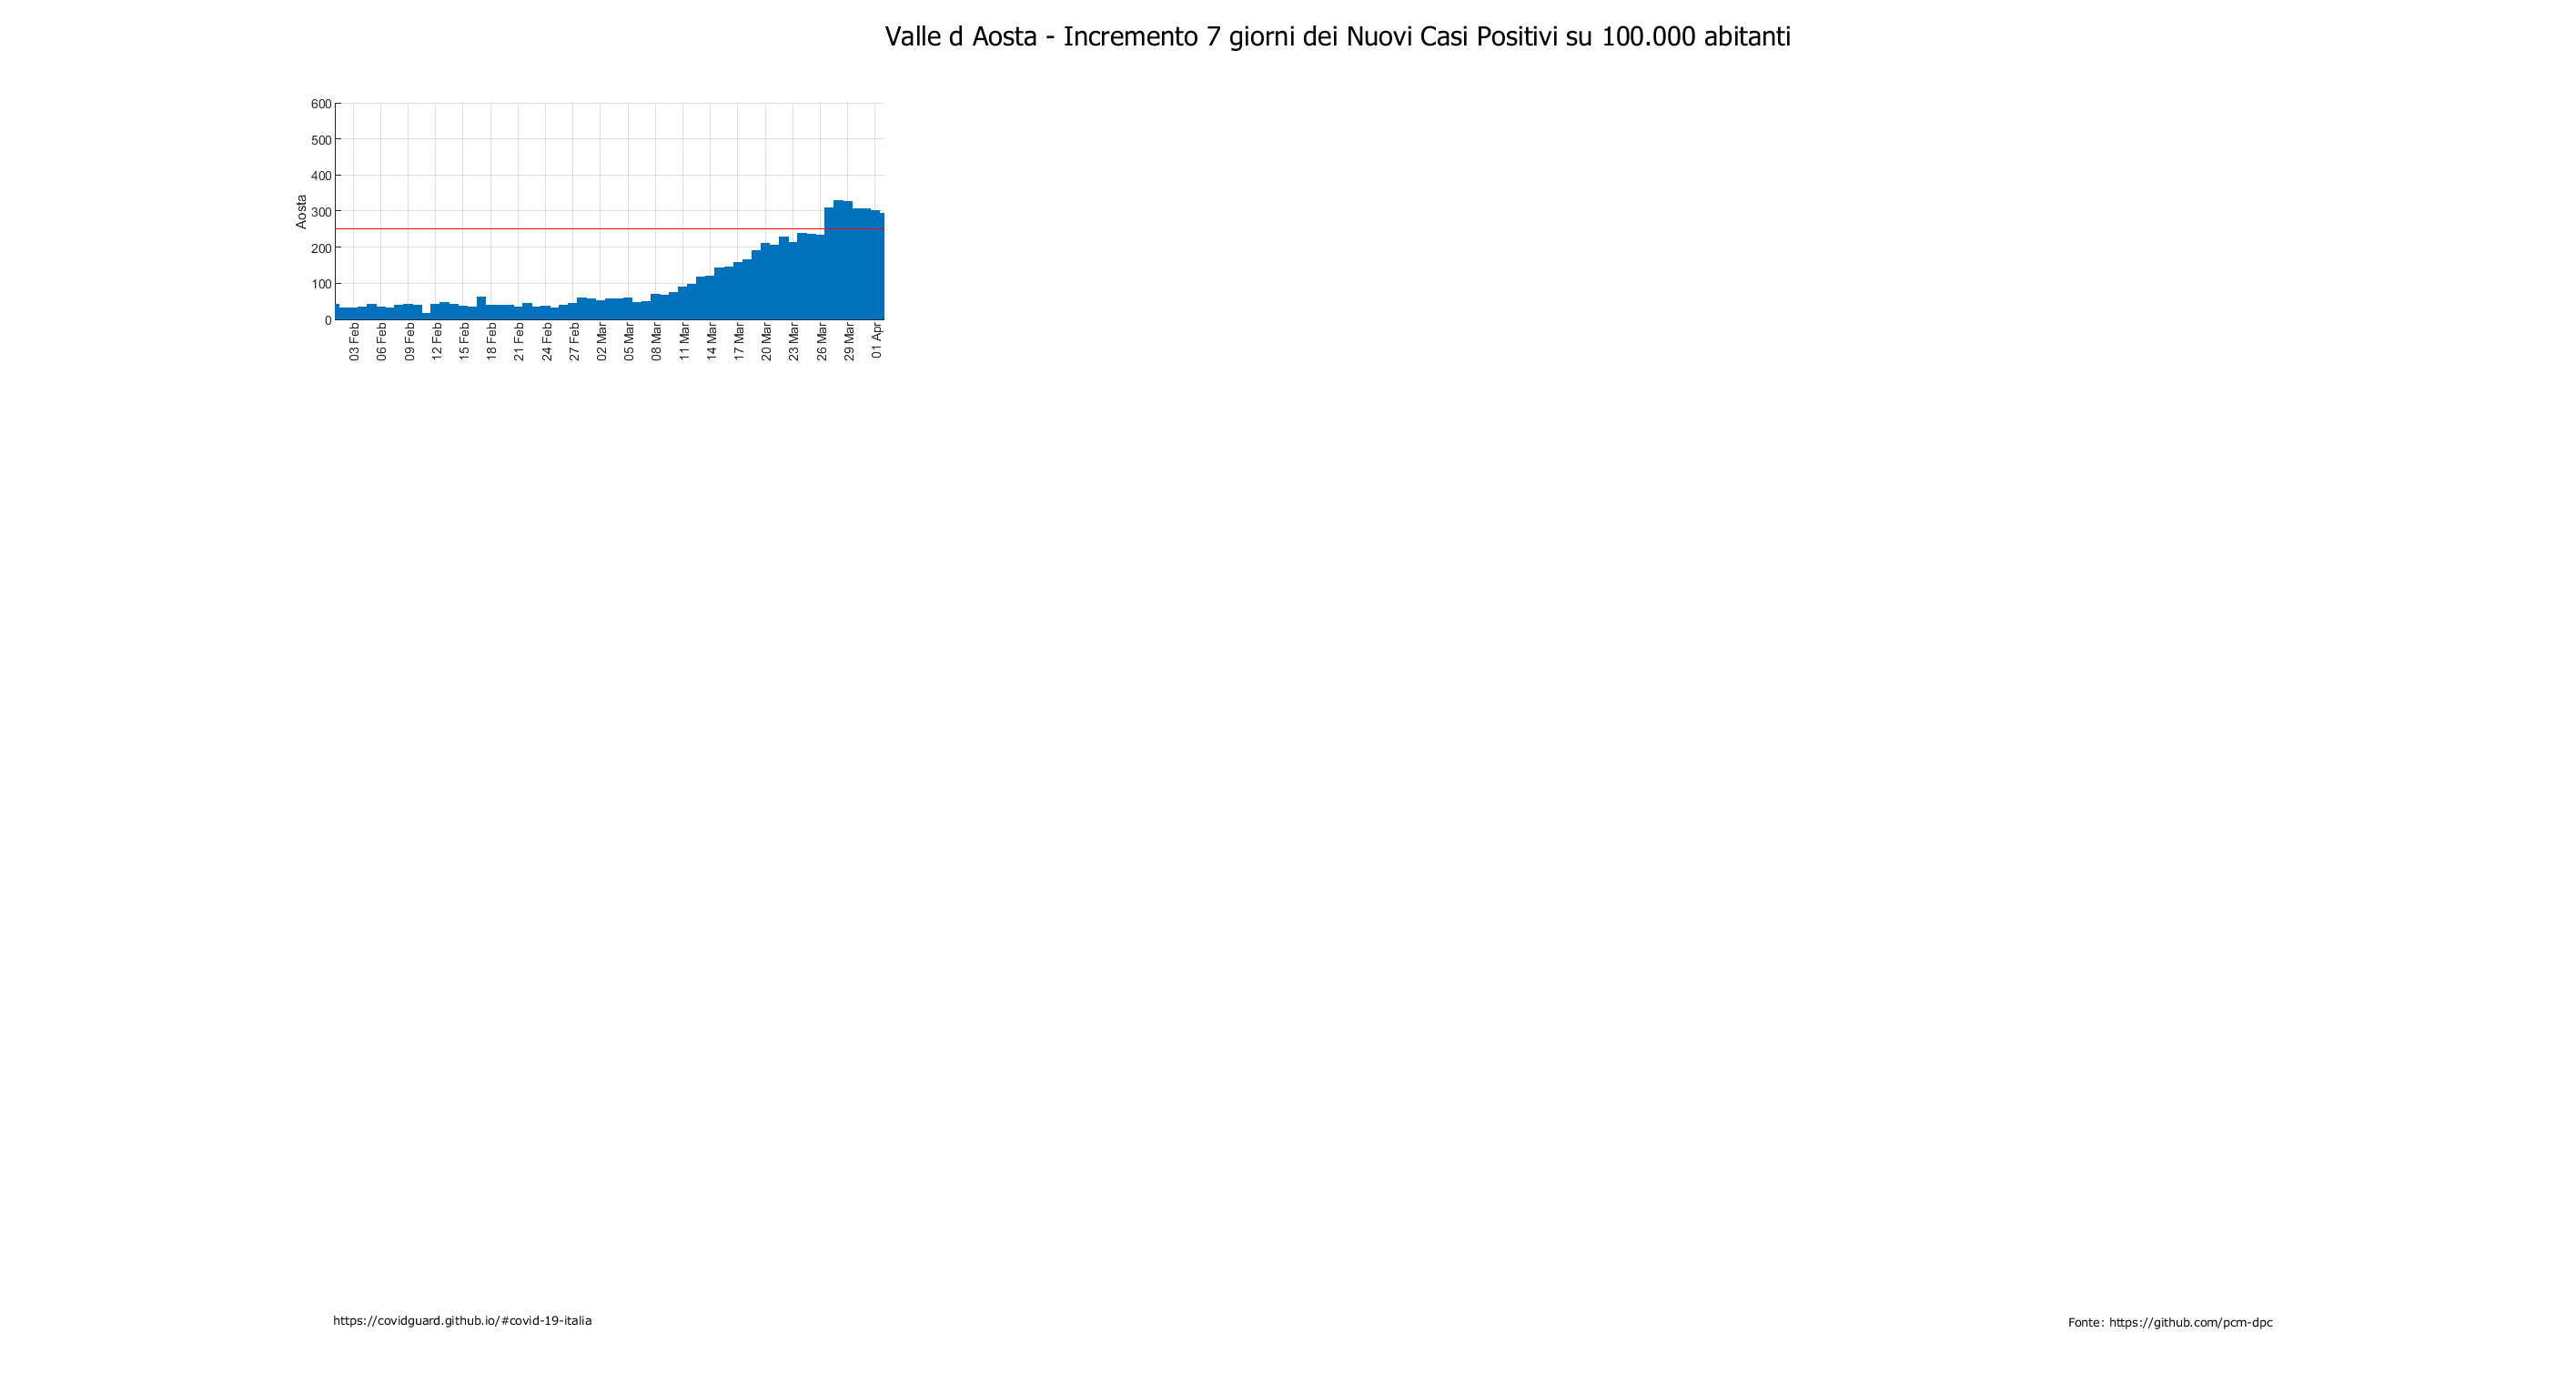 Valle d Aosta - Incremento 7 giorni dei Nuovi Casi Positivi su 100.000 abitanti
600
500
400
300
200
100
0
Aosta
03 Feb
06 Feb
09 Feb
12 Feb
15 Feb
18 Feb
21 Feb
24 Feb
27 Feb
02 Mar
05 Mar
08 Mar
11 Mar
14 Mar
17 Mar
20 Mar
23 Mar
26 Mar
29 Mar
01 Apr
https://covidguard.github.io/#covid-19-italia
Fonte: https://github.com/pcm-dpc